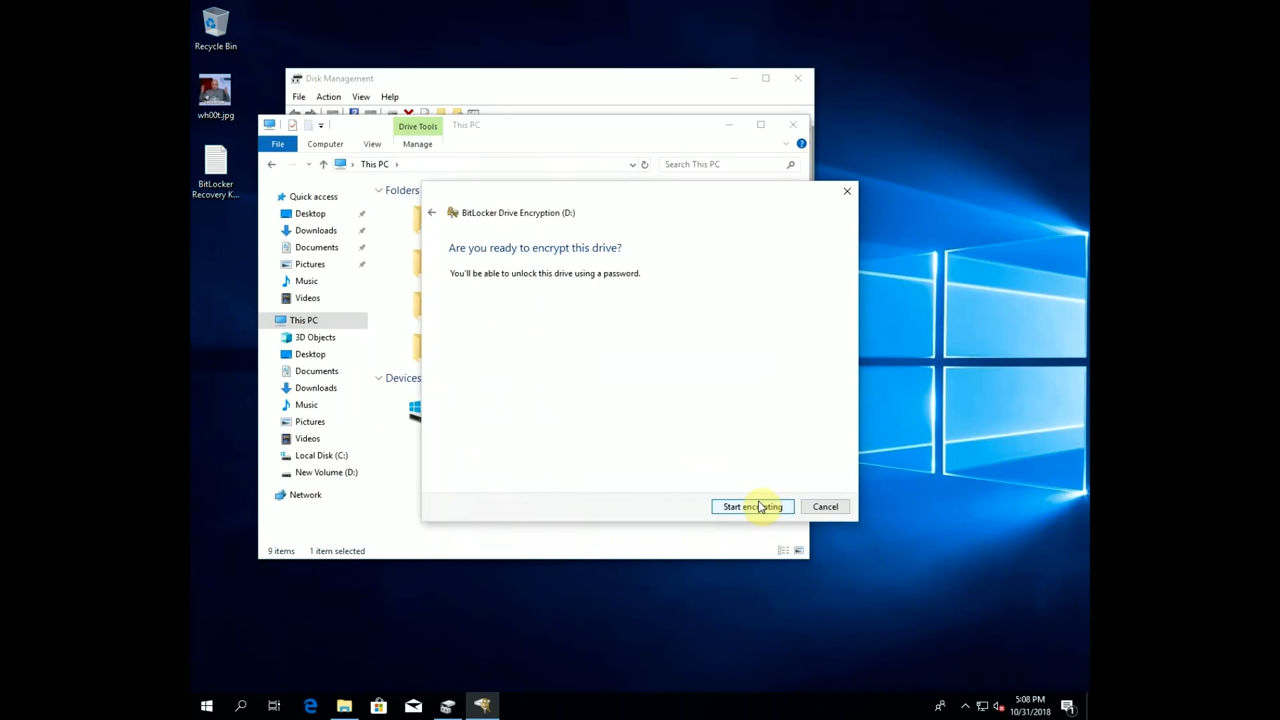 Recycle Bin
wh00t.jpg
BitLocker
Recovery K...
Disk Management
File Action View Help
Drive Tools This PC
File Computer View Manage
This PC
Search This PC
Quick access
Desktop
Downloads
Documents
Pictures
Music
Videos
This PC
3D Objects
Desktop
Documents
Downloads
Music
Pictures
Videos
Local Disk (C:)
New Volume (D:)
Network
Folders
Devices
9 items 1 item selected
BitLocker Drive Encryption (D:)
Are you ready to encrypt this drive?
You'll be able to unlock this drive using a password.
Start encrypting Cancel
5:08 PM
10/31/2018
1